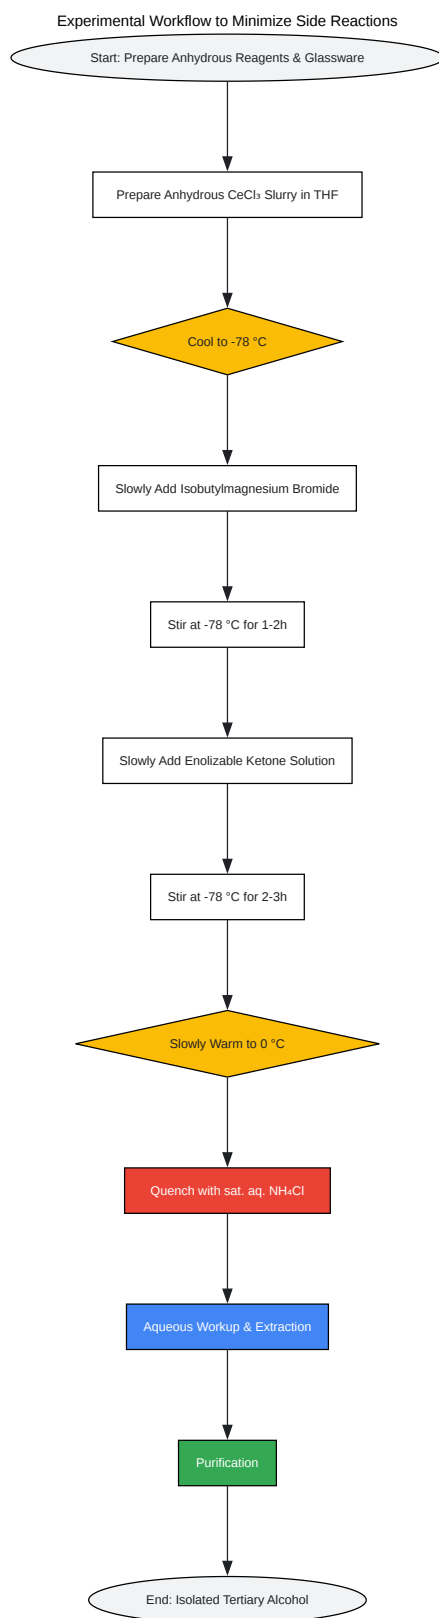 Experimental Workflow to Minimize Side Reactions
Start: Prepare Anhydrous Reagents & Glassware
Prepare Anhydrous CeCl₃ Slurry in THF
Cool to -78 °C
Slowly Add Isobutylmagnesium Bromide
Stir at -78 °C for 1-2h
Slowly Add Enolizable Ketone Solution
Stir at -78 °C for 2-3h
Slowly Warm to 0 °C
Quench with sat. aq. NH₄Cl
Aqueous Workup & Extraction
Purification
End: Isolated Tertiary Alcohol